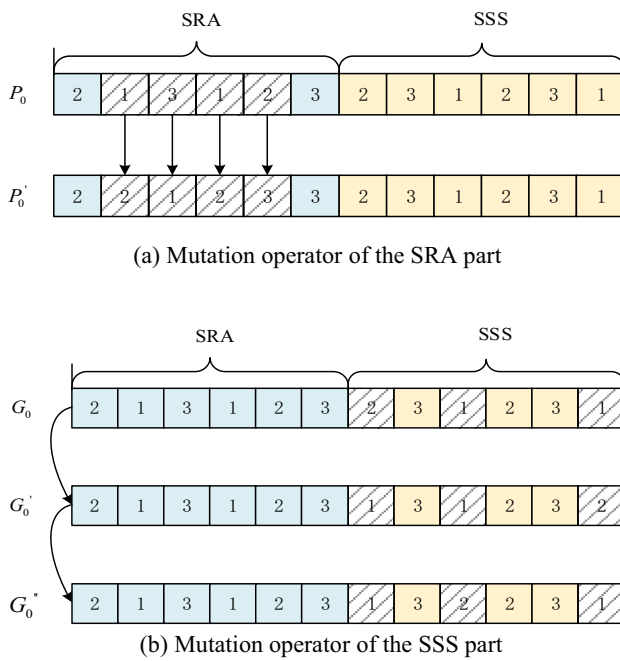 SRA SSS
P₀ 2 1 3 1 2 3 2 3 1 2 3 1
P₀' 2 2 1 2 3 3 2 3 1 2 3 1
(a) Mutation operator of the SRA part
SRA SSS
G₀ 2 1 3 1 2 3 2 3 1 2 3 1
G₀' 2 1 3 1 2 3 1 3 1 2 3 2
G₀" 2 1 3 1 2 3 1 3 2 2 3 1
(b) Mutation operator of the SSS part